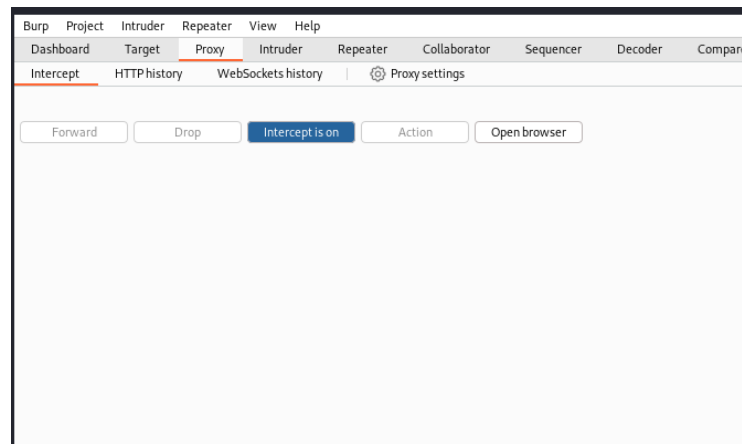 Burp Project Intruder Repeater View Help
Dashboard Target Proxy Intruder Repeater Collaborator Sequencer Decoder Compare
Intercept HTTP history WebSockets history Proxy settings
Forward Drop Intercept is on Action Open browser